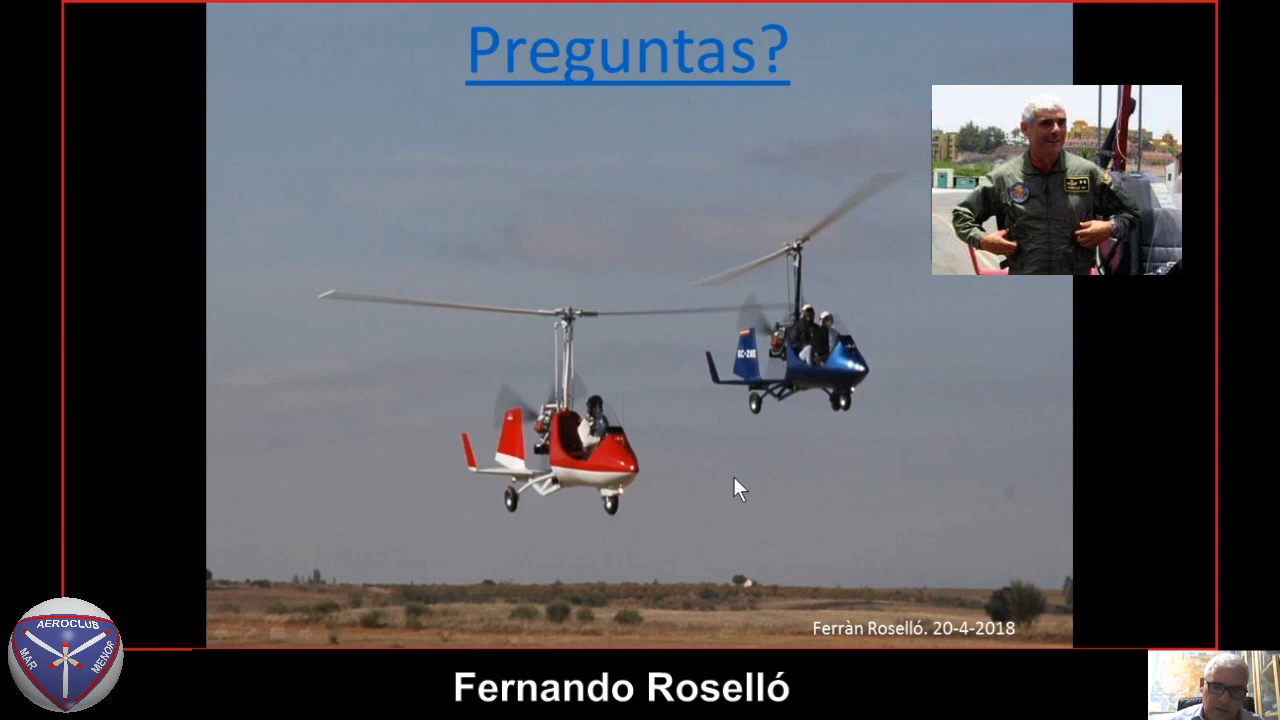 Preguntas?
Ferràn Roselló. 20-4-2018
AEROCLUB
MAR
MENOR
Fernando Roselló